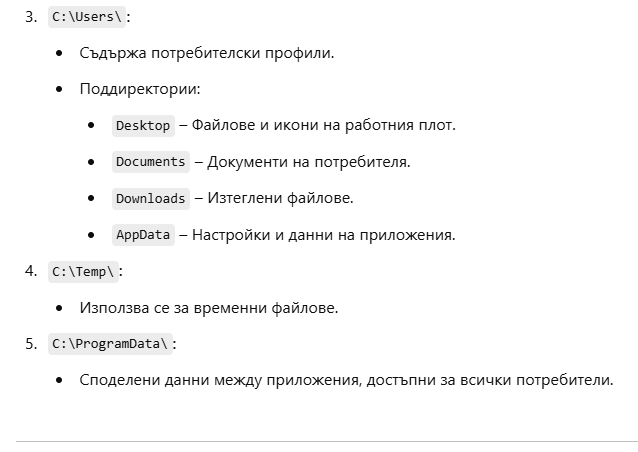 3. C:\Users\:
• Съдържа потребителски профили.
• Поддиректории:
• Desktop – Файлове и икони на работния плот.
• Documents – Документи на потребителя.
• Downloads – Изтеглени файлове.
• AppData – Настройки и данни на приложения.
4. C:\Temp\:
• Използва се за временни файлове.
5. C:\ProgramData\:
• Споделени данни между приложения, достъпни за всички потребители.